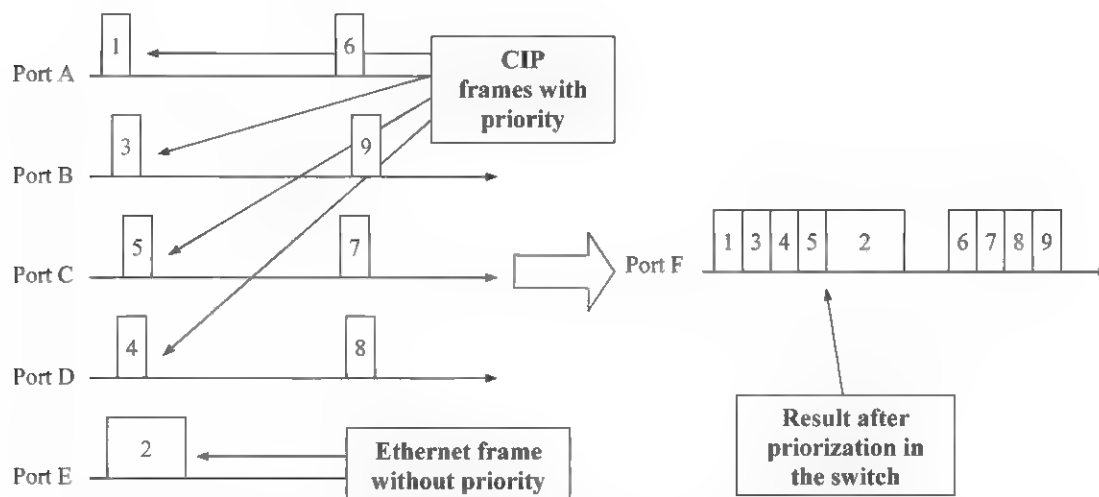 1
6
Port A
CIP
frames with
priority
3
9
Port B
5
7
Port C
4
8
Port D
2
Port E
Ethernet frame
without priority
Port F
1 3 4 5 2 6 7 8 9
Result after
priorization in
the switch